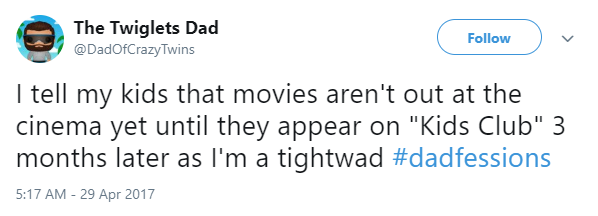 The Twiglets Dad
@DadOfCrazyTwins
Follow
I tell my kids that movies aren't out at the
cinema yet until they appear on "Kids Club" 3
months later as I'm a tightwad #dadfessions
5:17 AM - 29 Apr 2017